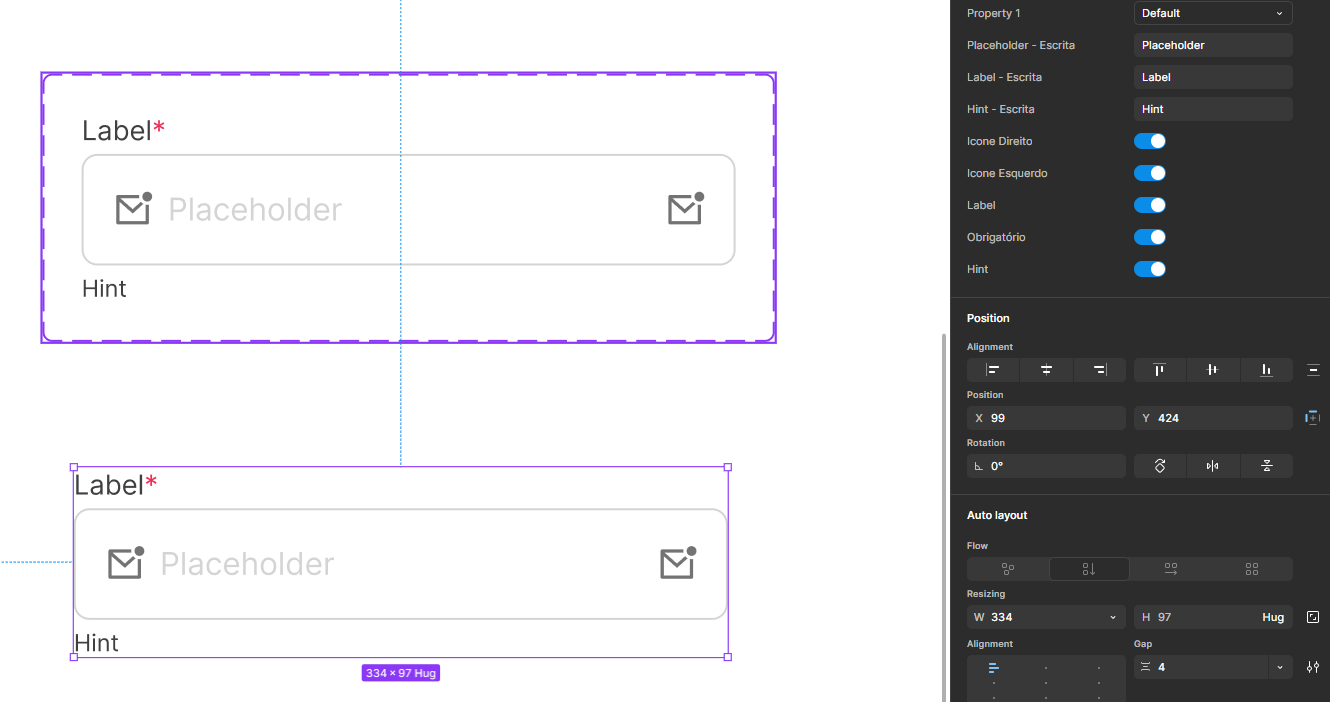 Label*
Placeholder
Hint
Label*
Placeholder
Hint
334 × 97 Hug
Property 1 Default
Placeholder - Escrita Placeholder
Label - Escrita Label
Hint - Escrita Hint
Icone Direito
Icone Esquerdo
Label
Obrigatório
Hint
Position
Alignment
Position
X 99 Y 424
Rotation
0°
Auto layout
Flow
Resizing
W 334 H 97 Hug
Alignment Gap
4